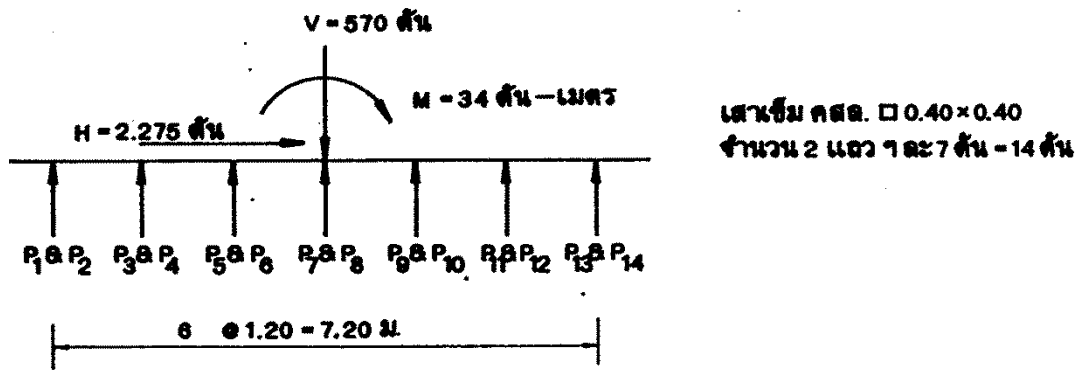 V = 570 ตัน
M = 34 ตัน-เมตร
H = 2.275 ตัน
เสาเข็ม คสล. □ 0.40×0.40
จำนวน 2 แถว ๆ ละ 7 ต้น = 14 ต้น
P1 & P2 P3 & P4 P5 & P6 P7 & P8 P9 & P10 P11 & P12 P13 & P14
6 @ 1.20 = 7.20 ม.